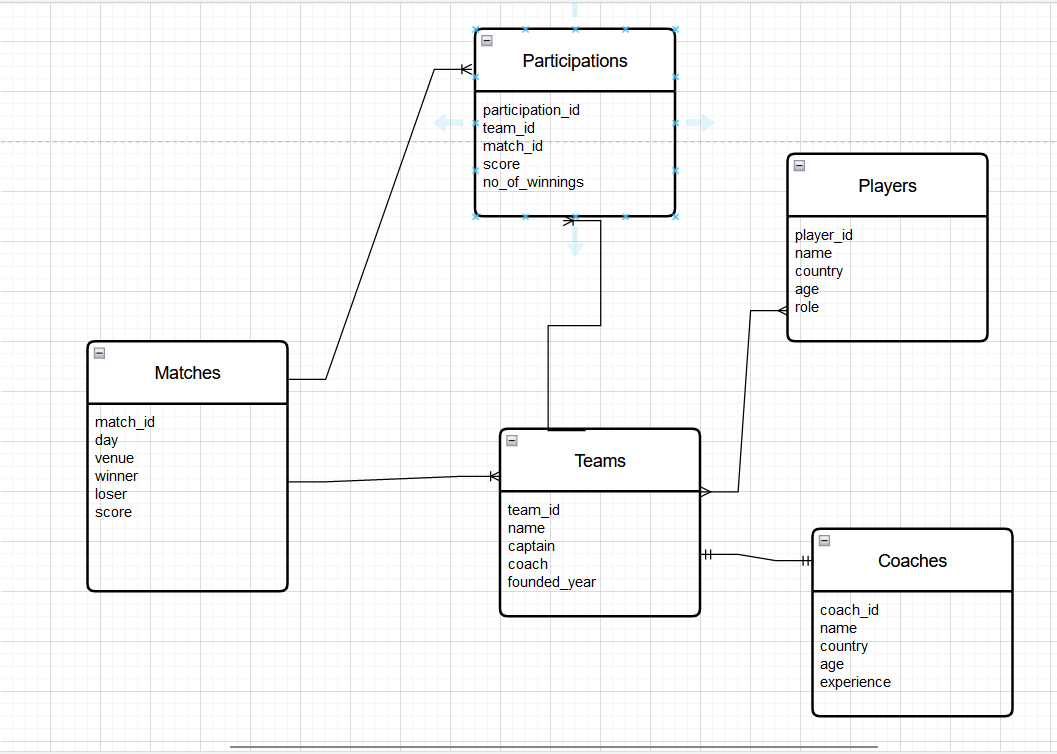 Participations
participation_id
team_id
match_id
score
no_of_winnings
Players
player_id
name
country
age
role
Matches
match_id
day
venue
winner
loser
score
Teams
team_id
name
captain
coach
founded_year
Coaches
coach_id
name
country
age
experience